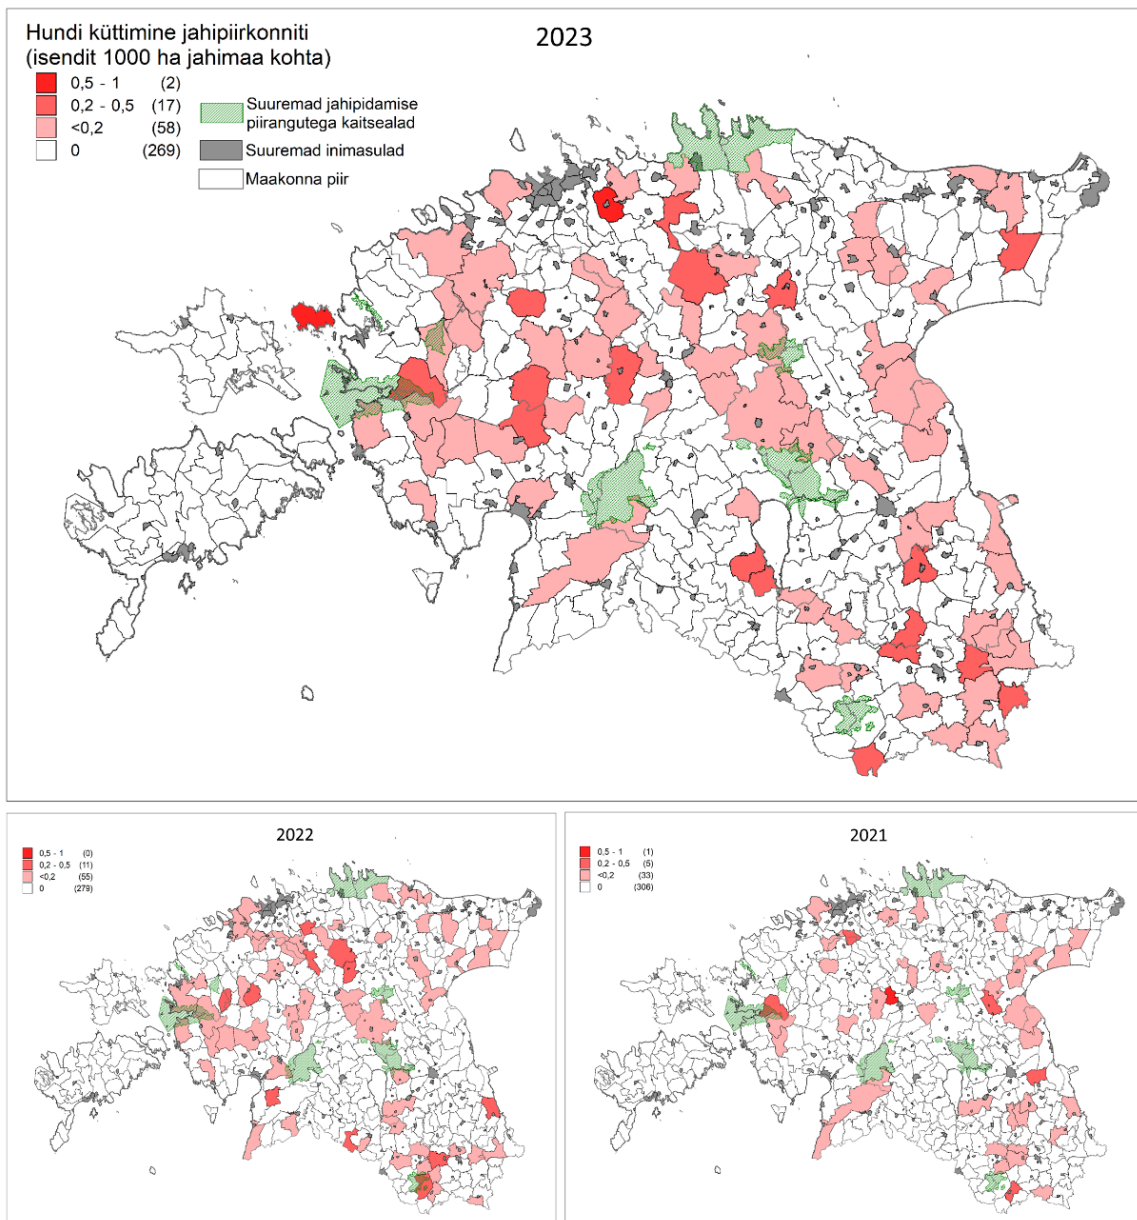 Hundi küttimine jahipiirkonniti
(isendit 1000 ha jahimaa kohta)
0,5 - 1 (2)
0,2 - 0,5 (17)
<0,2 (58)
0 (269)
Suuremad jahipidamise
piirangutega kaitsealad
Suuremad inimasulad
Maakonna piir
2023
2022
0,5 - 1 (0)
0,2 - 0,5 (11)
<0,2 (55)
0 (279)
2021
0,5 - 1 (1)
0,2 - 0,5 (5)
<0,2 (33)
0 (306)